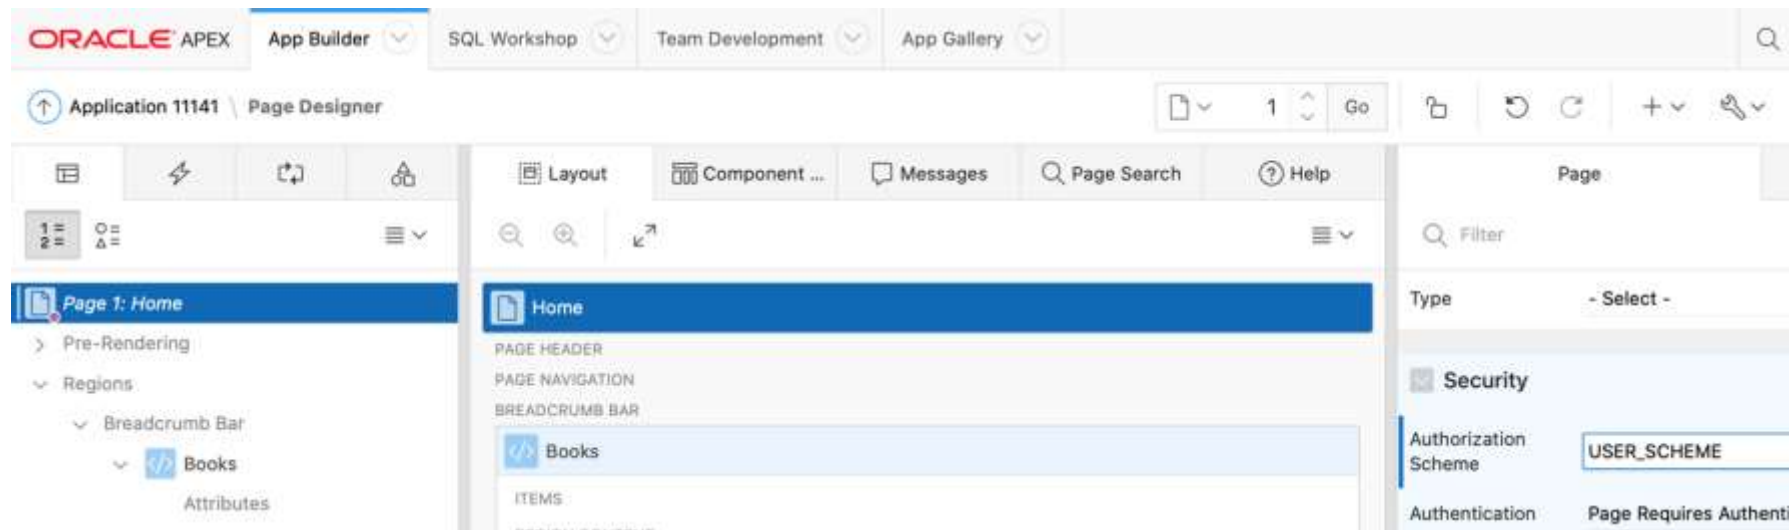 ORACLE APEX App Builder SQL Workshop Team Development App Gallery
Application 11141 \ Page Designer 1 Go
Layout Component ... Messages Page Search Help Page
Filter
Page 1: Home
Home
Type - Select -
Pre-Rendering
PAGE HEADER
Regions
PAGE NAVIGATION
Security
Breadcrumb Bar
BREADCRUMB BAR
Books
Books
Authorization Scheme USER_SCHEME
Attributes
ITEMS
Authentication Page Requires Authenti